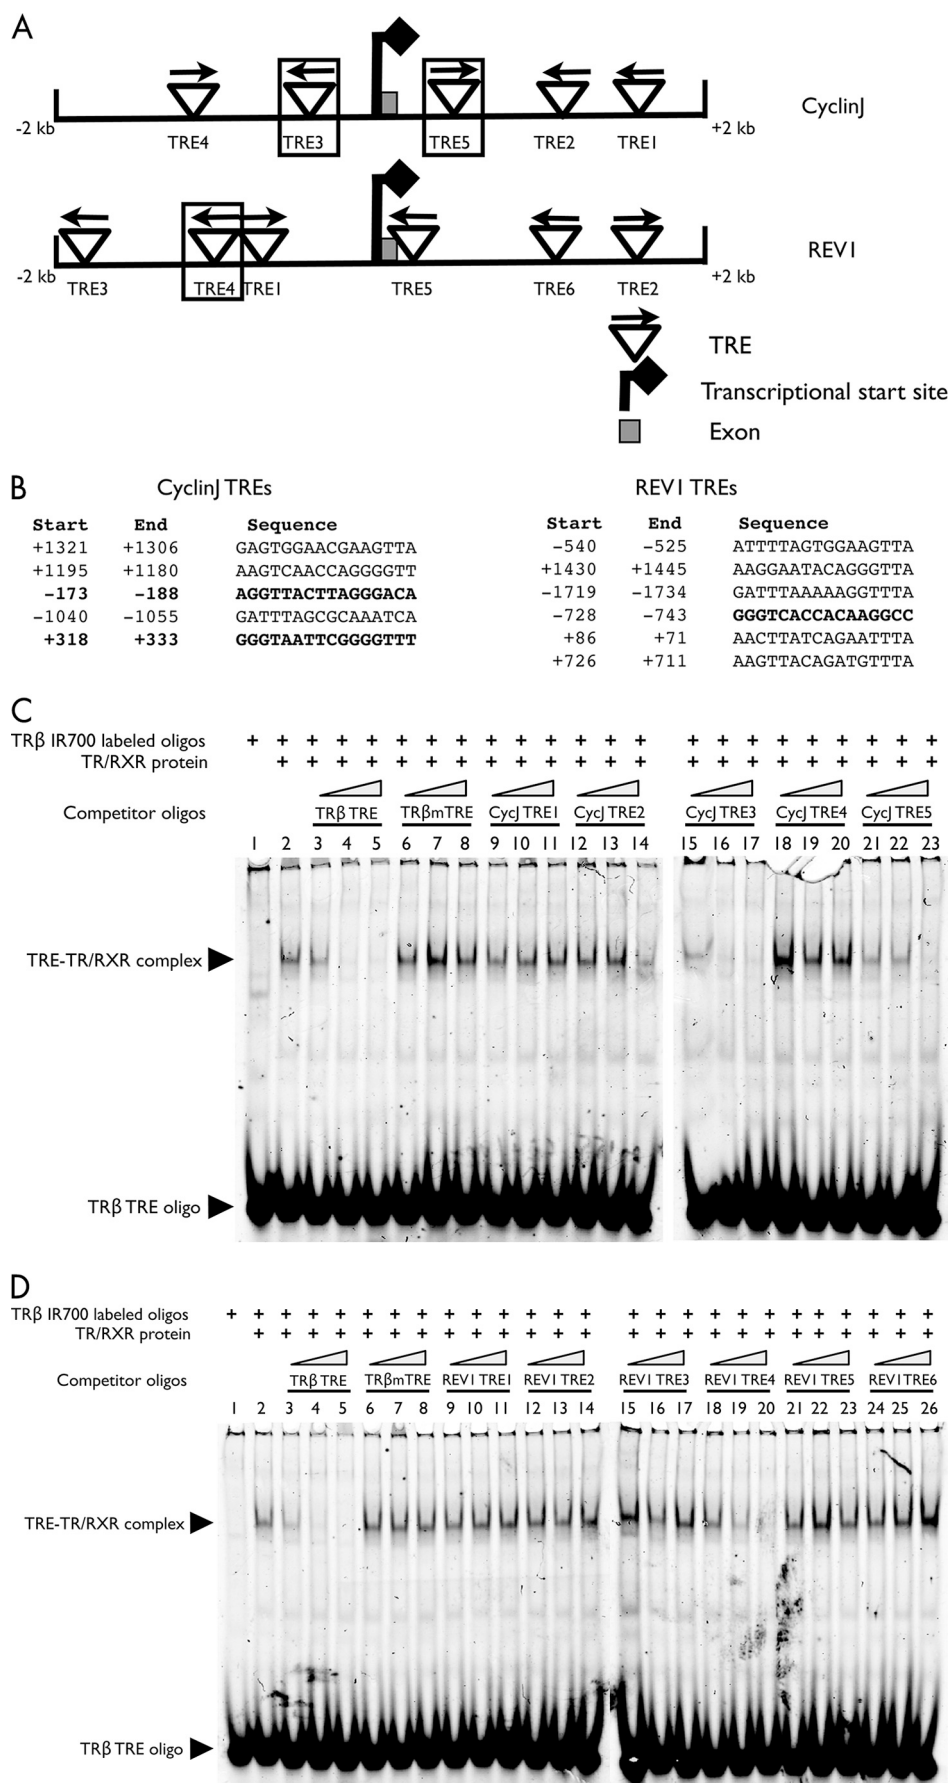 A
CyclinJ
-2 kb
+2 kb
TRE4
TRE3
TRE5
TRE2
TRE1
REV1
-2 kb
+2 kb
TRE3
TRE4
TRE1
TRE5
TRE6
TRE2
TRE
Transcriptional start site
Exon
B
CyclinJ TREs
Start End Sequence
+1321 +1306 GAGTGGAACGAAGTTA
+1195 +1180 AAGTCAACCAGGGGTT
-173 -188 AGGTTACTTAGGGACA
-1040 -1055 GATTTAGCGCAAATCA
+318 +333 GGGTAATTCGGGGTTT
REV1 TREs
Start End Sequence
-540 -525 ATTTTAGTGGAAGTTA
+1430 +1445 AAGGAATACAGGGTTA
-1719 -1734 GATTTAAAAAGGTTTA
-728 -743 GGGTCACCACAAGGCC
+86 +71 AACTTATCAGAATTTA
+726 +711 AAGTTACAGATGTTTA
C
TRβ IR700 labeled oligos + + + + + + + + + + + + + + + + + + + + + + +
TR/RXR protein + + + + + + + + + + + + + + + + + + + + + +
Competitor oligos TRβ TRE TRβmTRE CycJ TRE1 CycJ TRE2 CycJ TRE3 CycJ TRE4 CycJ TRE5
1 2 3 4 5 6 7 8 9 10 11 12 13 14 15 16 17 18 19 20 21 22 23
TRE-TR/RXR complex
TRβ TRE oligo
D
TRβ IR700 labeled oligos + + + + + + + + + + + + + + + + + + + + + + + + + +
TR/RXR protein + + + + + + + + + + + + + + + + + + + + + + + + +
Competitor oligos TRβ TRE TRβmTRE REV1 TRE1 REV1 TRE2 REV1 TRE3 REV1 TRE4 REV1 TRE5 REV1 TRE6
1 2 3 4 5 6 7 8 9 10 11 12 13 14 15 16 17 18 19 20 21 22 23 24 25 26
TRE-TR/RXR complex
TRβ TRE oligo